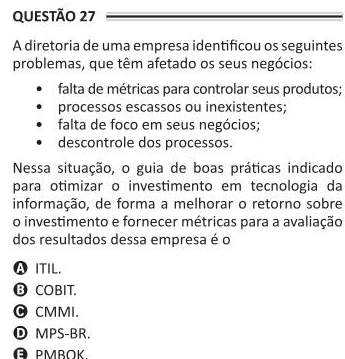 QUESTÃO 27
A diretoria de uma empresa identificou os seguintes
problemas, que têm afetado os seus negócios:
• falta de métricas para controlar seus produtos;
• processos escassos ou inexistentes;
• falta de foco em seus negócios;
• descontrole dos processos.
Nessa situação, o guia de boas práticas indicado
para otimizar o investimento em tecnologia da
informação, de forma a melhorar o retorno sobre
o investimento e fornecer métricas para a avaliação
dos resultados dessa empresa é o
A ITIL.
B COBIT.
C CMMI.
D MPS-BR.
E PMBOK.